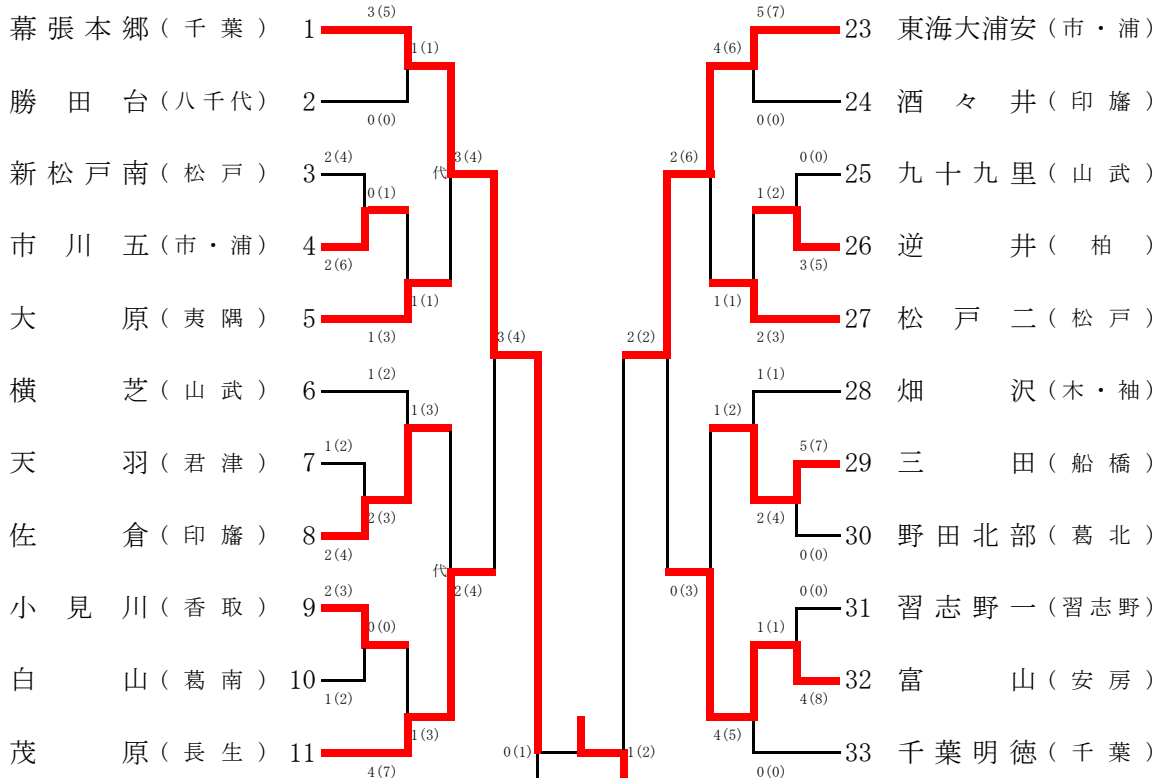 3(5) 5(7)
幕張本郷(千葉) 1 23 東海大浦安(市・浦)
1(1) 4(6)
勝田台(八千代) 2 24 酒々井(印旛)
0(0) 0(0)
2(4) 3(4) 2(6) 0(0)
新松戸南(松戸) 3 代 25 九十九里(山武)
0(1) 1(2)
市川五(市・浦) 4 26 逆井(柏)
2(6) 3(5)
1(1) 1(1)
大原(夷隅) 5 27 松戸二(松戸)
1(3) 3(4) 2(2) 2(3)
1(2) 1(1)
横芝(山武) 6 28 畑沢(木・袖)
1(3) 1(2)
1(2) 5(7)
天羽(君津) 7 29 三田(船橋)
2(3) 2(4)
佐倉(印旛) 8 30 野田北部(葛北)
2(4) 0(0)
代
2(3) 2(4) 0(3) 0(0)
小見川(香取) 9 31 習志野一(習志野)
0(0) 1(1)
白山(葛南) 10 32 富山(安房)
1(2) 4(8)
1(3) 4(5)
茂原(長生) 11 0(1) 1(2) 33 千葉明徳(千葉)
4(7) 0(0)